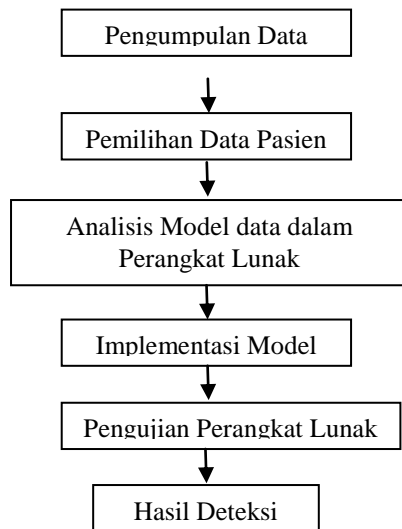 Pengumpulan Data
Pemilihan Data Pasien
Analisis Model data dalam
Perangkat Lunak
Implementasi Model
Pengujian Perangkat Lunak
Hasil Deteksi